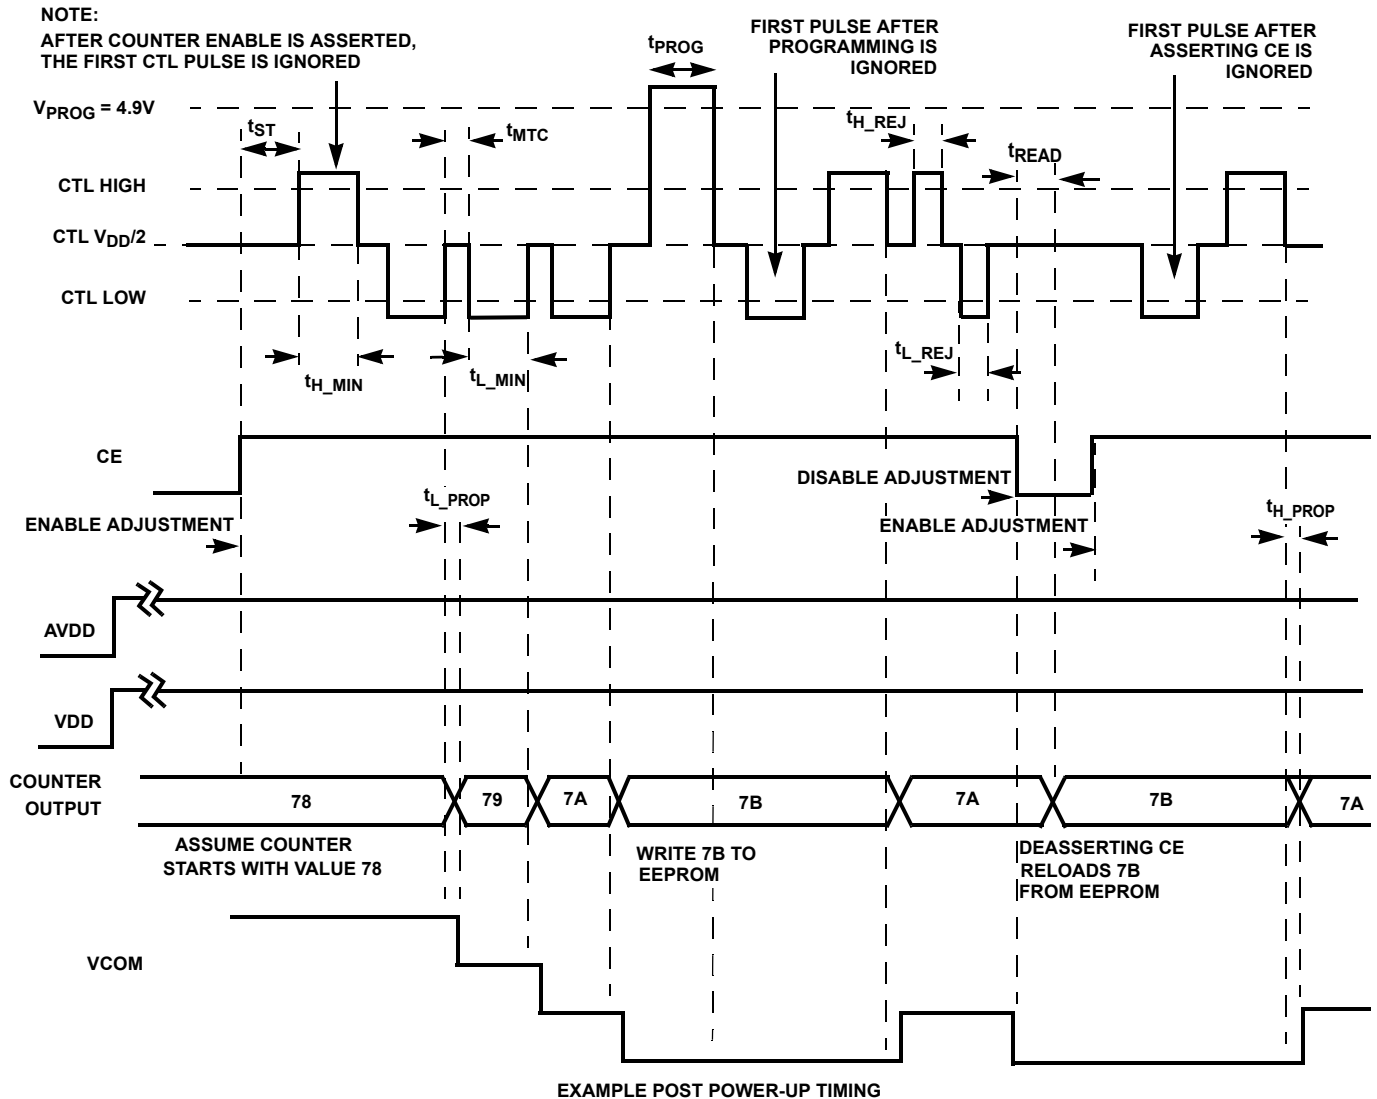 NOTE:
AFTER COUNTER ENABLE IS ASSERTED,
THE FIRST CTL PULSE IS IGNORED
tPROG
FIRST PULSE AFTER
PROGRAMMING IS
IGNORED
FIRST PULSE AFTER
ASSERTING CE IS
IGNORED
VPROG = 4.9V
tST
tMTC
tH_REJ
tREAD
CTL HIGH
CTL VDD/2
CTL LOW
tH_MIN
tL_MIN
tL_REJ
CE
ENABLE ADJUSTMENT
tL_PROP
DISABLE ADJUSTMENT
ENABLE ADJUSTMENT
tH_PROP
AVDD
VDD
COUNTER
OUTPUT
78
79
7A
7B
7A
7B
7A
ASSUME COUNTER
STARTS WITH VALUE 78
WRITE 7B TO
EEPROM
DEASSERTING CE
RELOADS 7B
FROM EEPROM
VCOM
EXAMPLE POST POWER-UP TIMING